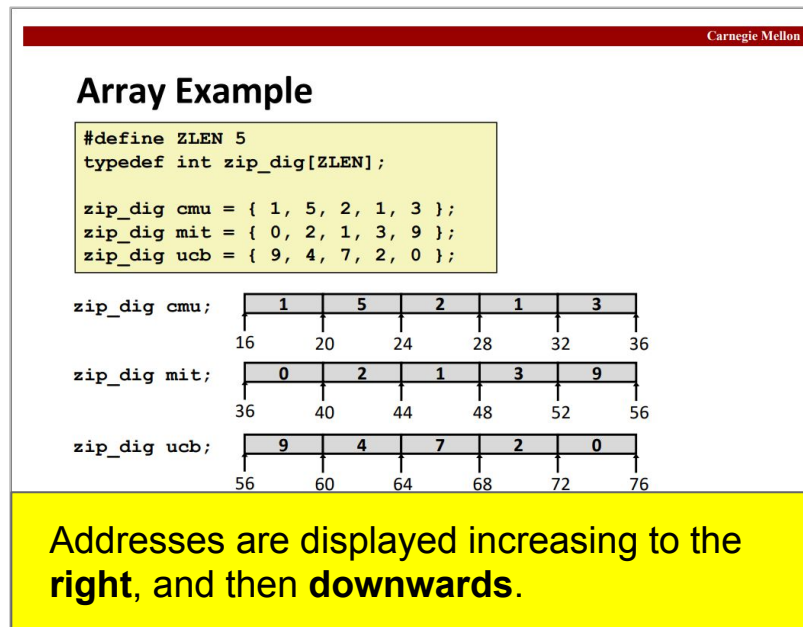 Carnegie Mellon
Array Example
#define ZLEN 5
typedef int zip_dig[ZLEN];
zip_dig cmu = { 1, 5, 2, 1, 3 };
zip_dig mit = { 0, 2, 1, 3, 9 };
zip_dig ucb = { 9, 4, 7, 2, 0 };
zip_dig cmu; 1 5 2 1 3
16 20 24 28 32 36
zip_dig mit; 0 2 1 3 9
36 40 44 48 52 56
zip_dig ucb; 9 4 7 2 0
56 60 64 68 72 76
Addresses are displayed increasing to the
right, and then downwards.